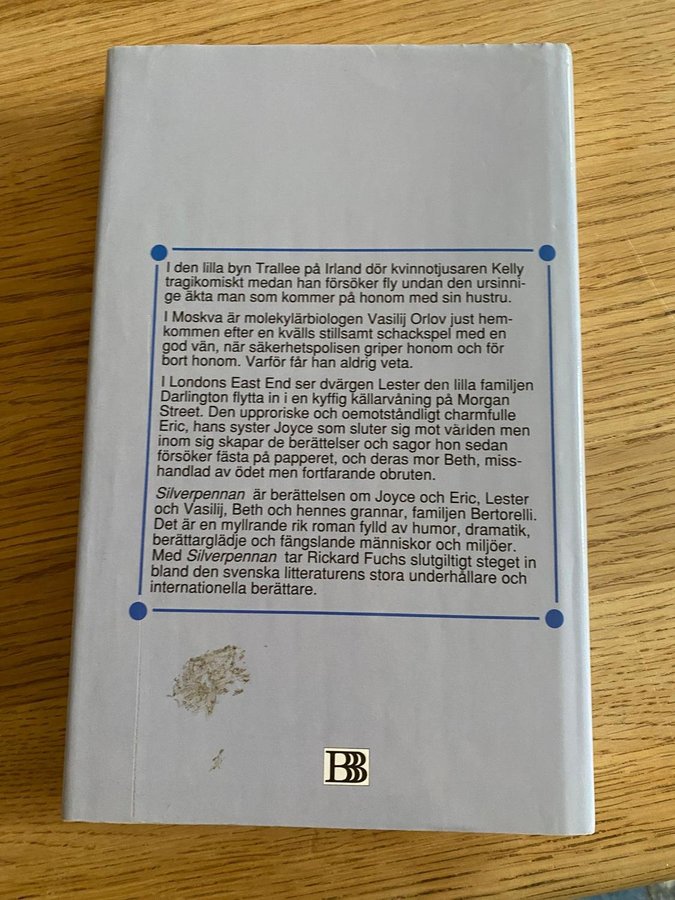 I den lilla byn Trallee på Irland dör kvinnotjusaren Kelly
tragikomiskt medan han försöker fly undan den ursinni-
ge äkta man som kommer på honom med sin hustru.
I Moskva är molekylärbiologen Vasilij Orlov just hem-
kommen efter en kvälls stillsamt schackspel med en
god vän, när säkerhetspolisen griper honom och för
bort honom. Varför får han aldrig veta.
I Londons East End ser dvärgen Lester den lilla familjen
Darlington flytta in i en kyffig källarvåning på Morgan
Street. Den upproriske och oemotståndligt charmfulle
Eric, hans syster Joyce som sluter sig mot världen men
inom sig skapar de berättelser och sagor hon sedan
försöker fästa på papperet, och deras mor Beth, miss-
handlad av ödet men fortfarande obruten.
Silverpennan är berättelsen om Joyce och Eric, Lester
och Vasilij, Beth och hennes grannar, familjen Bertorelli.
Det är en myllrande rik roman fylld av humor, dramatik,
berättarglädje och fängslande människor och miljöer.
Med Silverpennan tar Rickard Fuchs slutgiltigt steget in
bland den svenska litteraturens stora underhållare och
internationella berättare.
BBB